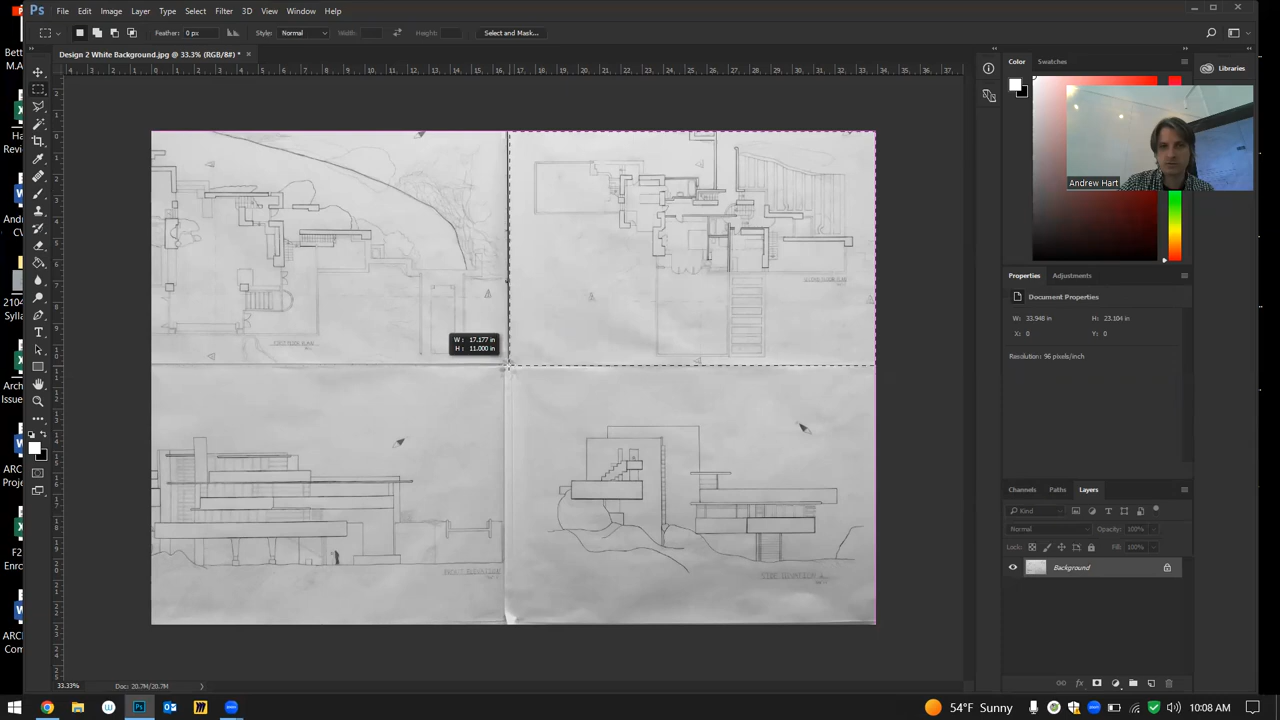 Ps File Edit Image Layer Type Select Filter 3D View Window Help
Feather: 0 px
Style: Normal
Width:
Height:
Select and Mask...
Design 2 White Background.jpg @ 33.3% (RGB/8#) *
Color Swatches
Libraries
Andrew Hart
Properties Adjustments
Document Properties
W: 33.948 in H: 23.104 in
X: 0 Y: 0
Resolution: 96 pixels/inch
W: 17.177 in
H: 11.000 in
Channels Paths Layers
Kind
Normal Opacity: 100%
Lock: Fill: 100%
Background
33.33% Doc: 20.7M/20.7M
54°F Sunny
10:08 AM